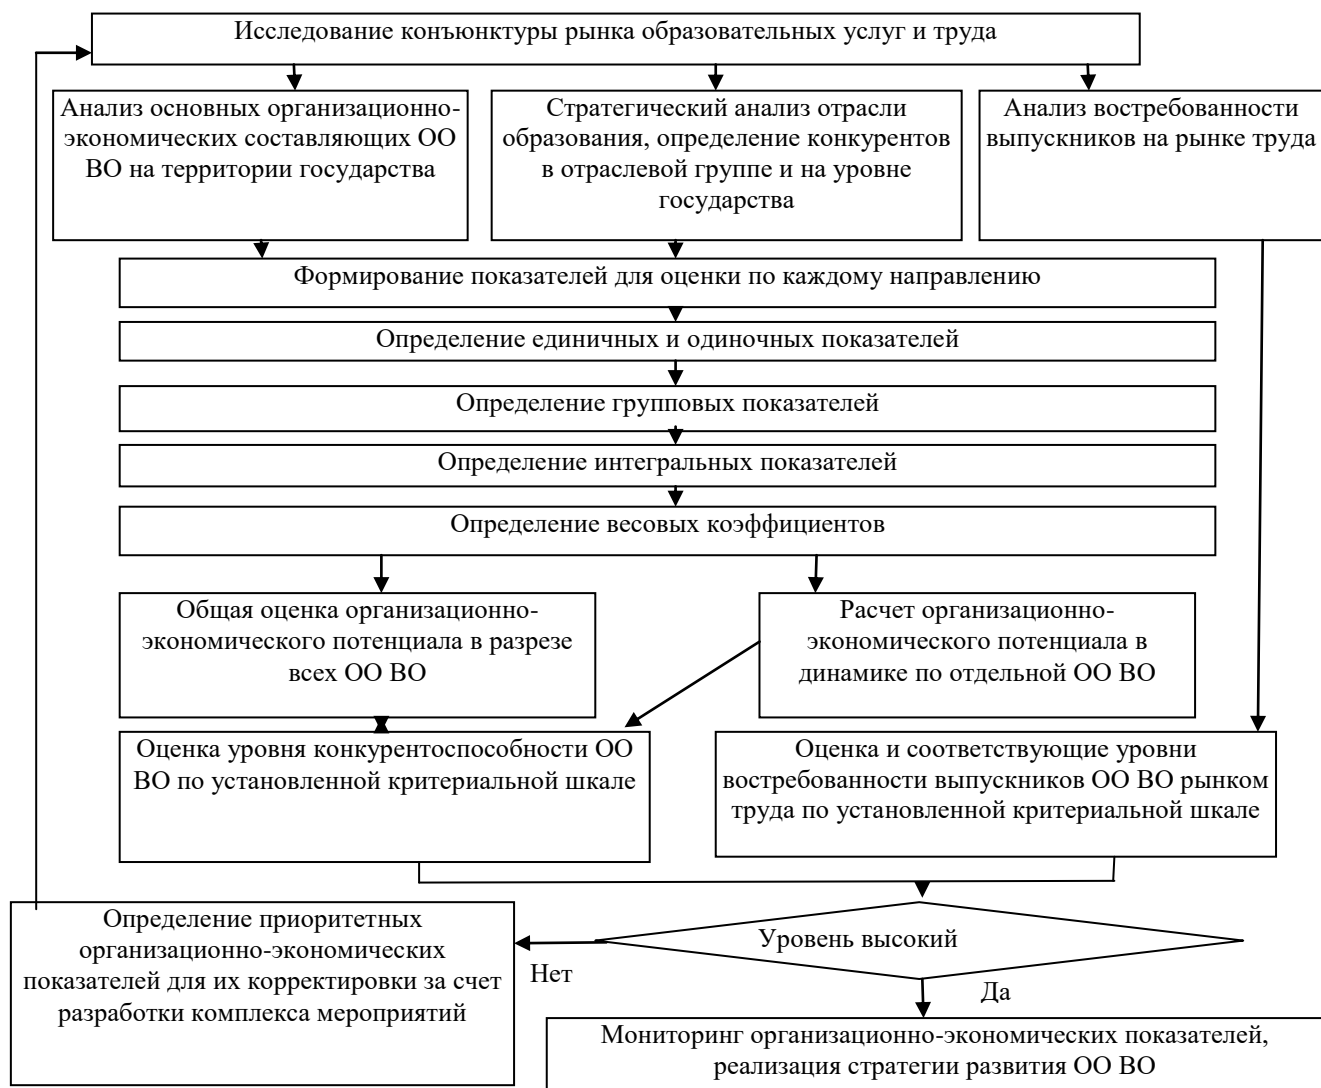 Исследование конъюнктуры рынка образовательных услуг и труда
Анализ основных организационно-
экономических составляющих ОО
ВО на территории государства
Стратегический анализ отрасли
образования, определение конкурентов
в отраслевой группе и на уровне
государства
Анализ востребованности
выпускников на рынке труда
Формирование показателей для оценки по каждому направлению
Определение единичных и одиночных показателей
Определение групповых показателей
Определение интегральных показателей
Определение весовых коэффициентов
Общая оценка организационно-
экономического потенциала в разрезе
всех ОО ВО
Расчет организационно-
экономического потенциала в
динамике по отдельной ОО ВО
Оценка уровня конкурентоспособности ОО
ВО по установленной критериальной шкале
Оценка и соответствующие уровни
востребованности выпускников ОО ВО рынком
труда по установленной критериальной шкале
Определение приоритетных
организационно-экономических
показателей для их корректировки за счет
разработки комплекса мероприятий
Уровень высокий
Нет
Да
Мониторинг организационно-экономических показателей,
реализация стратегии развития ОО ВО